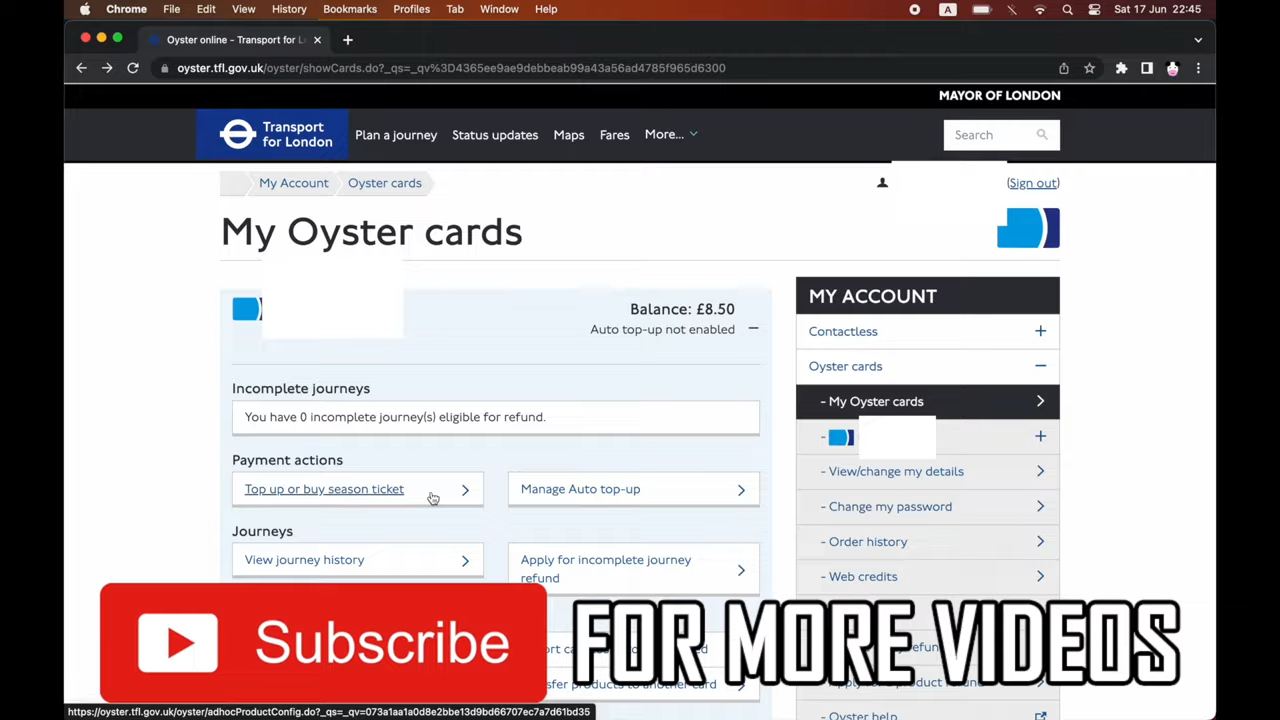 Chrome File Edit View History Bookmarks Profiles Tab Window Help A Sat 17 Jun 22:45
Oyster online – Transport for L
oyster.tfl.gov.uk/oyster/showCards.do?_qs=_qv%3D4365ee9ae9debbeab99a43a56ad4785f965d6300
MAYOR OF LONDON
Transport for London
Plan a journey Status updates Maps Fares More... Search
My Account Oyster cards (Sign out)
My Oyster cards
Balance: £8.50
Auto top-up not enabled
Incomplete journeys
You have 0 incomplete journey(s) eligible for refund.
Payment actions
Top up or buy season ticket
Manage Auto top-up
Journeys
View journey history
Apply for incomplete journey
refund
MY ACCOUNT
Contactless
Oyster cards
- My Oyster cards
- View/change my details
- Change my password
- Order history
- Web credits
products to another card
Oyster help
Subscribe
FOR MORE VIDEOS
https://oyster.tfl.gov.uk/oyster/adhocProductConfig.do?_qs=_qv=073a1aa1a0d8e2bbe13d9bd66707ec7a7d61bd35